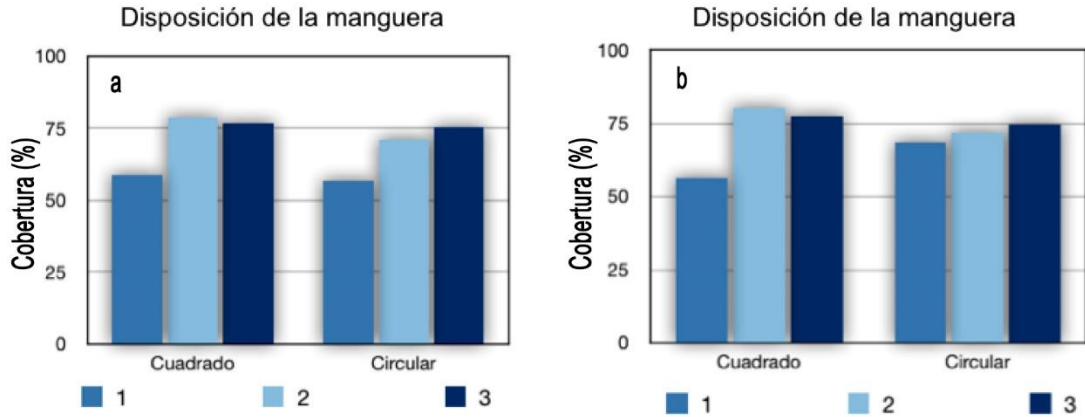 Disposición de la manguera
a
Cobertura (%)
100
75
50
25
0
Cuadrado Circular
1 2 3
Disposición de la manguera
b
Cobertura (%)
100
75
50
25
0
Cuadrado Circular
1 2 3